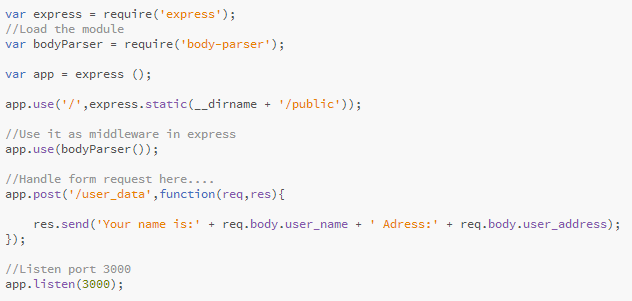 var express = require('express');
//Load the module
var bodyParser = require('body-parser');
var app = express ();
app.use('/',express.static(__dirname + '/public'));
//Use it as middleware in express
app.use(bodyParser());
//Handle form request here....
app.post('/user_data',function(req,res){
res.send('Your name is:' + req.body.user_name + ' Adress:' + req.body.user_address);
});
//Listen port 3000
app.listen(3000);